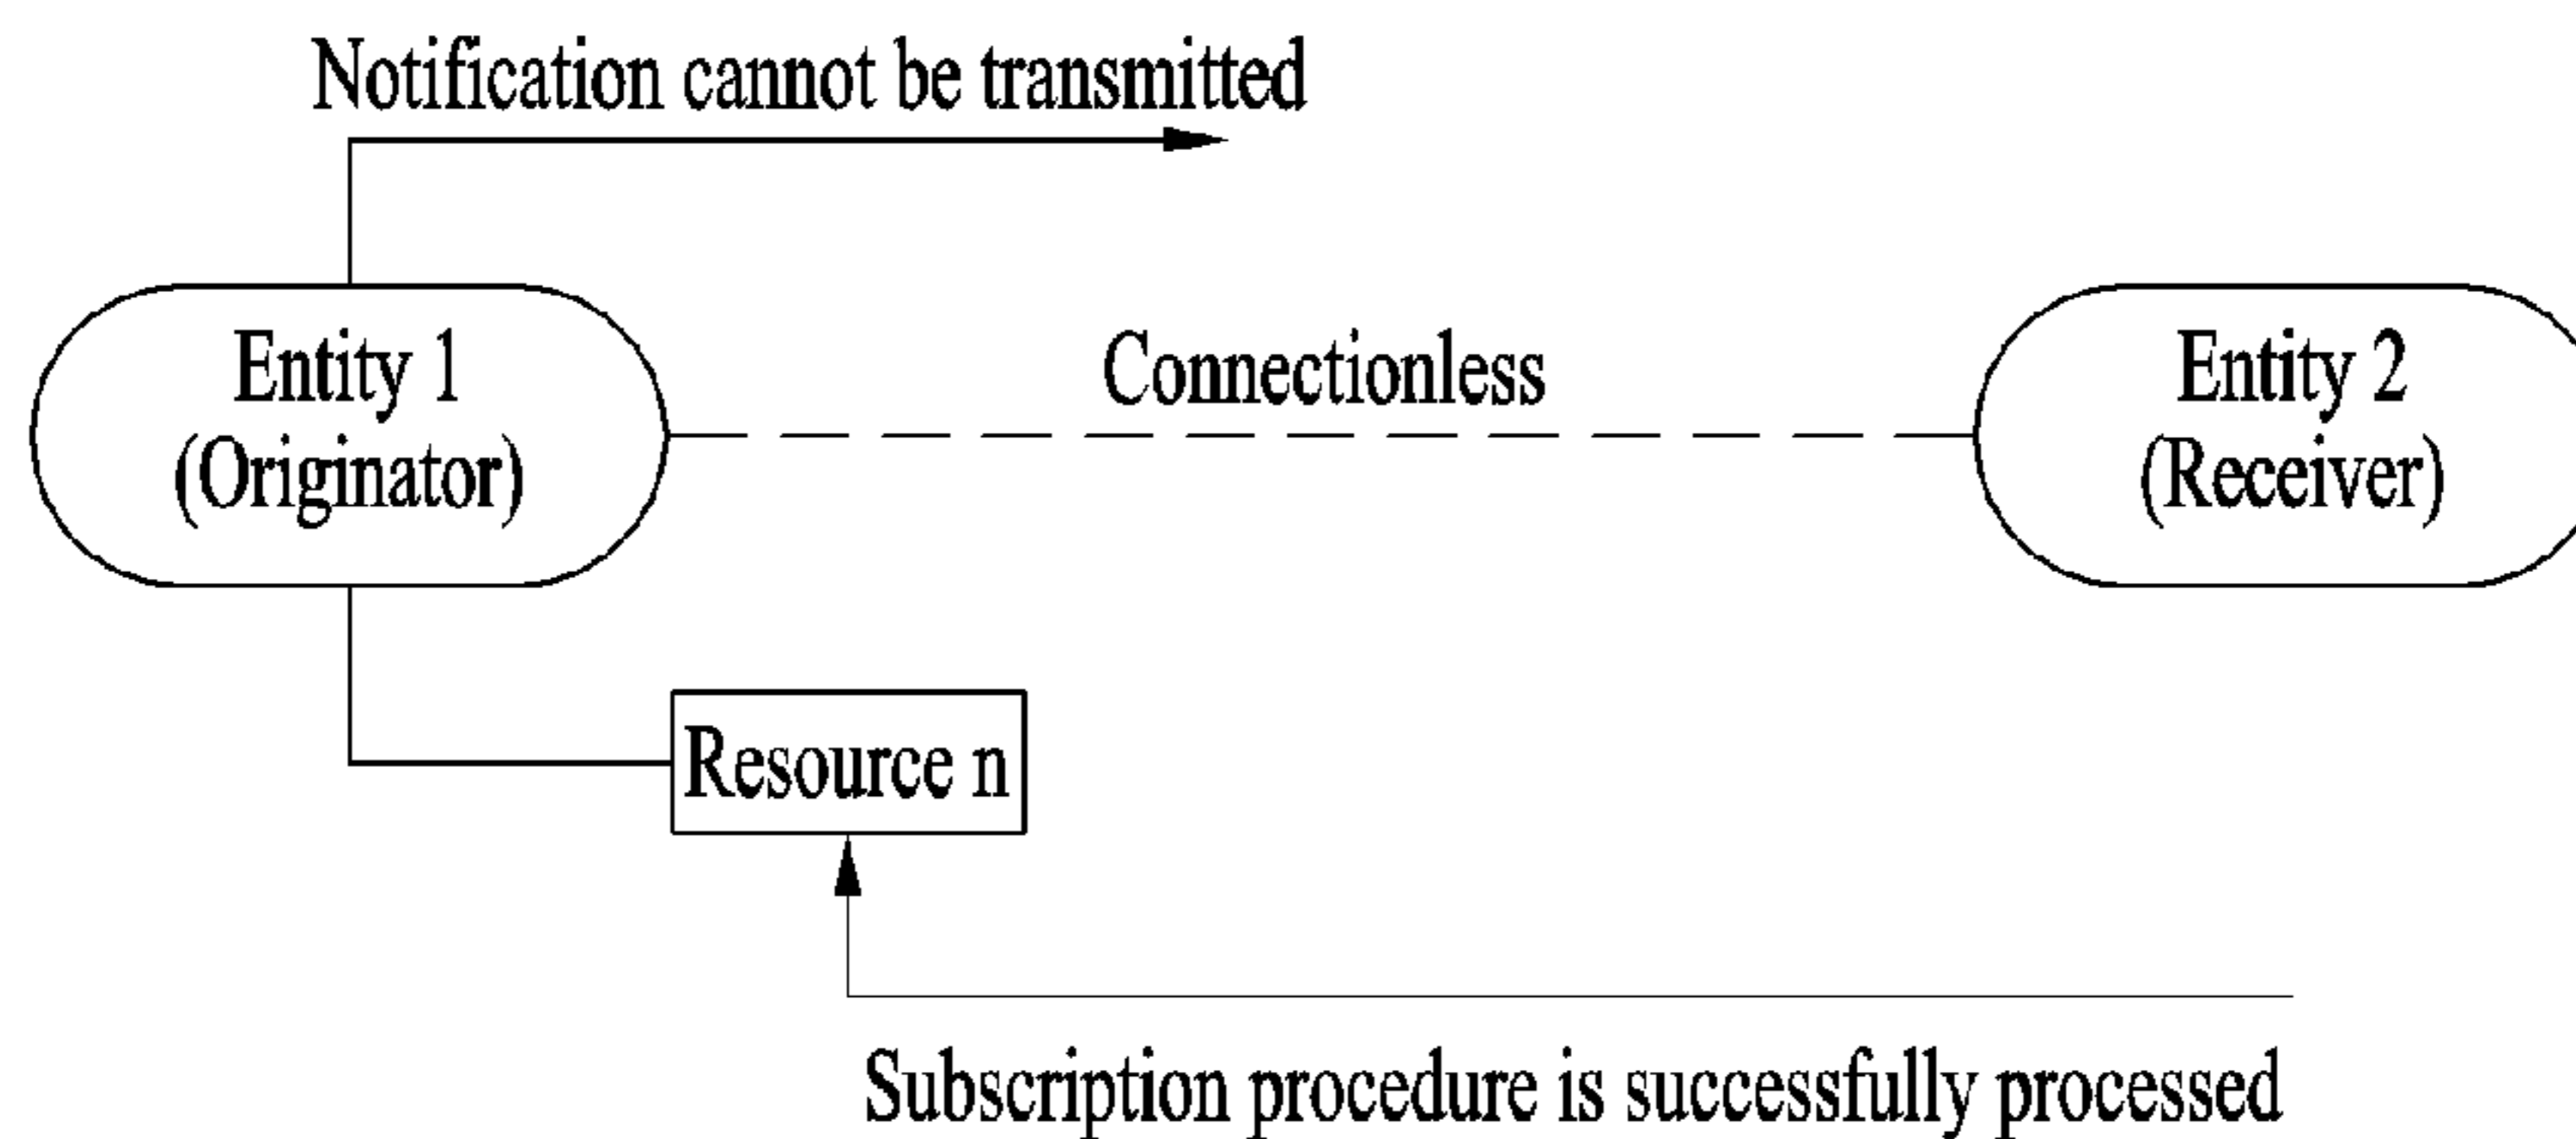 Notification cannot be transmitted
Entity 1
(Originator)
Connectionless
Entity 2
(Receiver)
Resource n
Subscription procedure is successfully processed